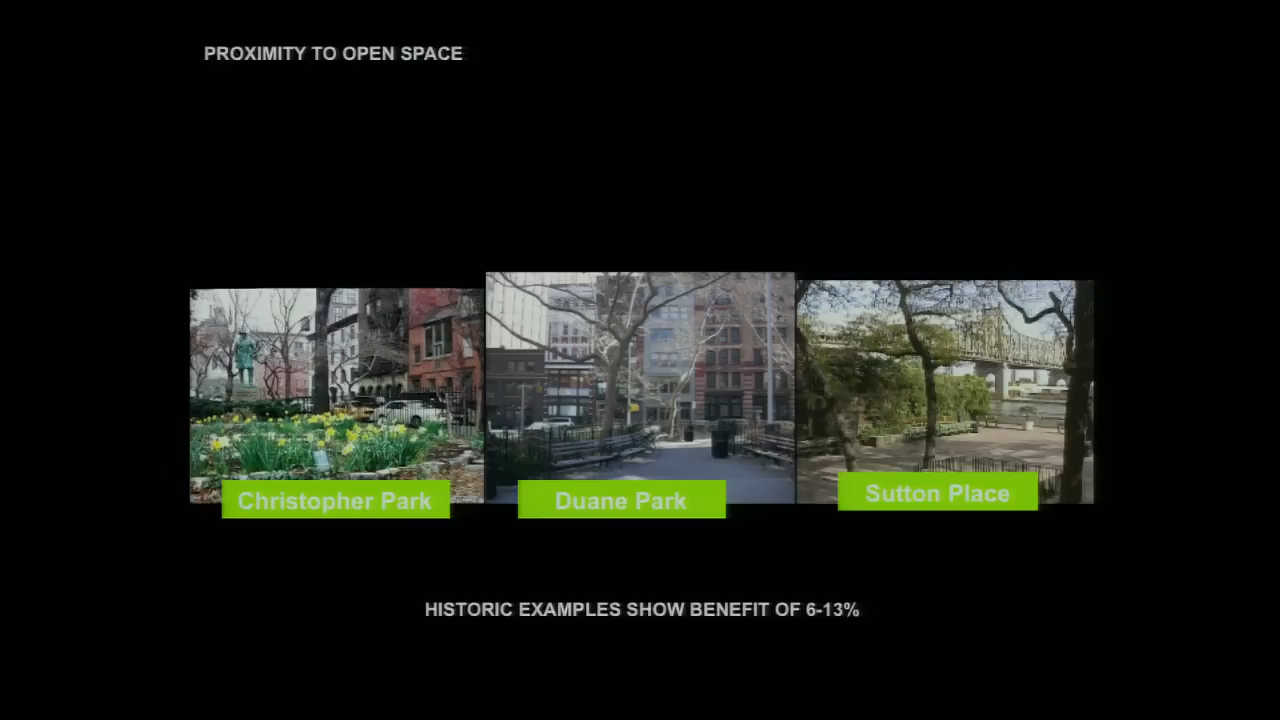 PROXIMITY TO OPEN SPACE
Christopher Park
Duane Park
Sutton Place
HISTORIC EXAMPLES SHOW BENEFIT OF 6-13%